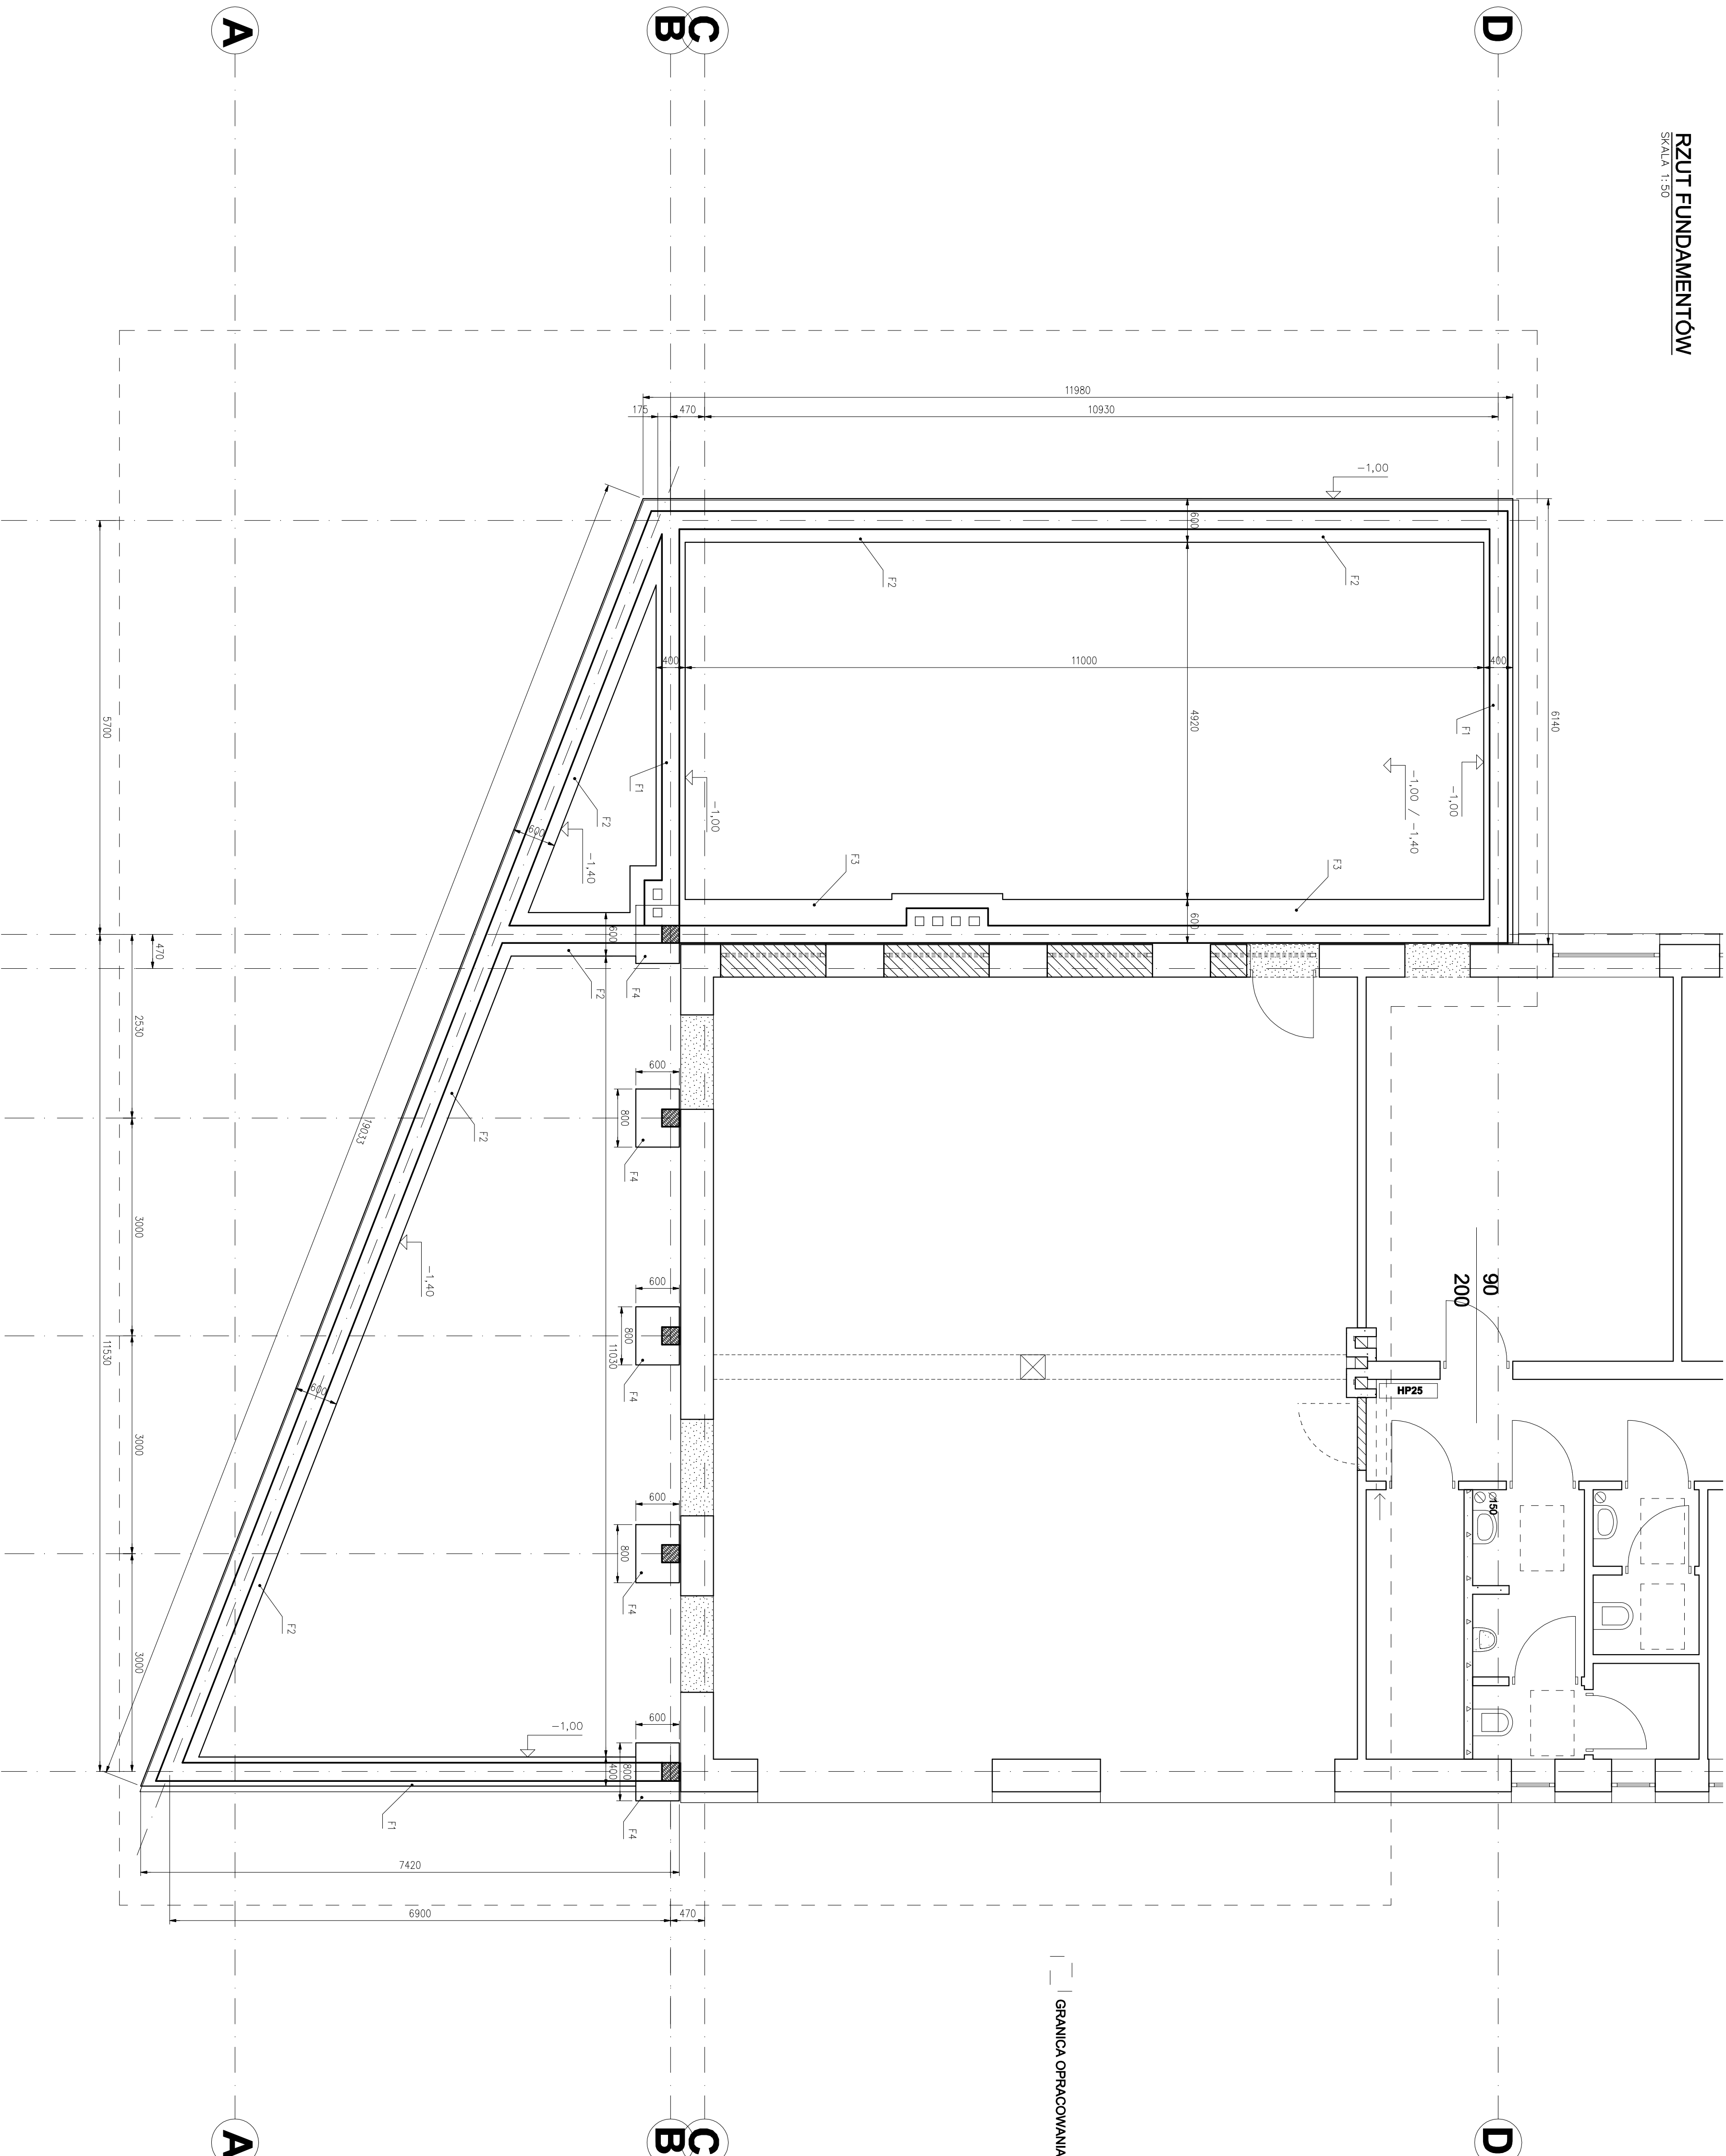 RZUT FUNDAMENTÓW
SKALA 1:50
A
B
C
D
11980
175
470
10930
-1,00
6140
600
F2
F2
400
11000
400
4920
F1
-1,00
-1,00 / -1,40
-1,00
F1
F2
600
-1,40
F3
F3
600
600
F2
F4
5700
470
2530
3000
3000
3000
11530
19033
600
800
F4
F2
-1,40
600
800
11030
F4
600
600
800
F4
F2
-1,00
600
800
400
F4
F1
7420
6900
470
90
200
HP25
Ø150
GRANICA OPRACOWANIA
A
B
C
D